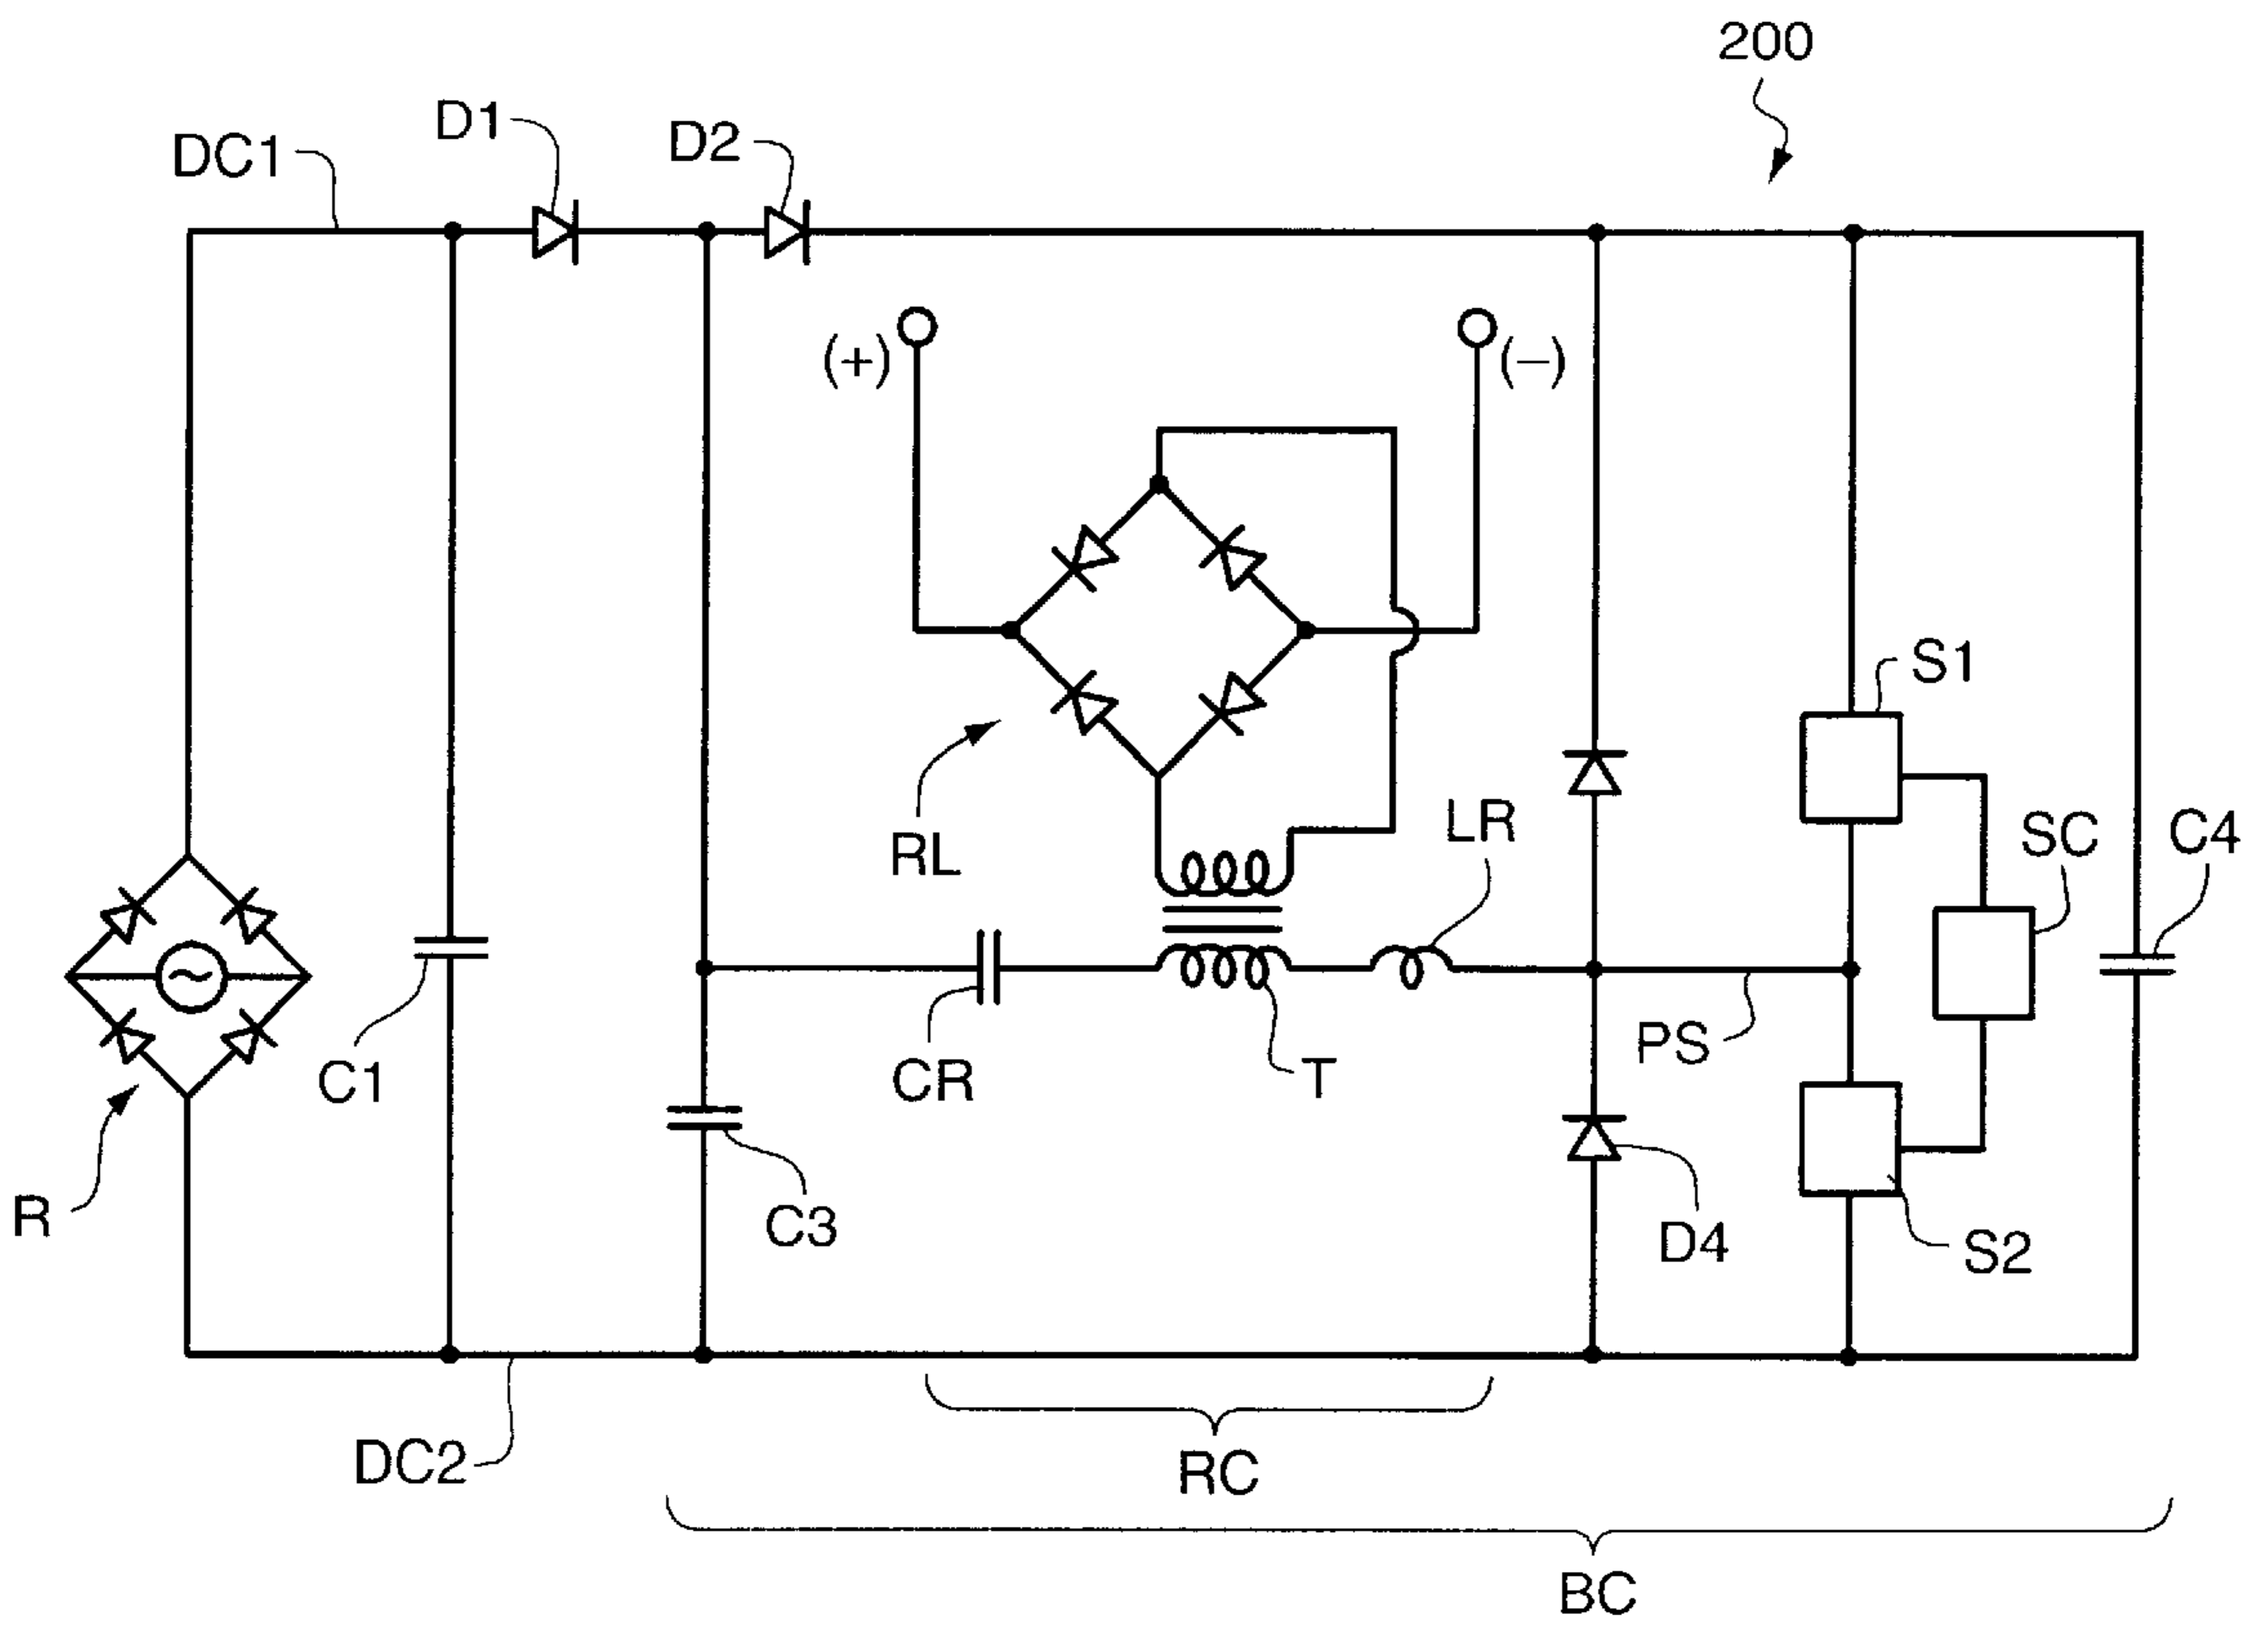 200
D1
D2
DC1
(+)
(−)
S1
LR
SC
C4
RL
PS
C1
CR
T
R
C3
D4
S2
DC2
RC
BC